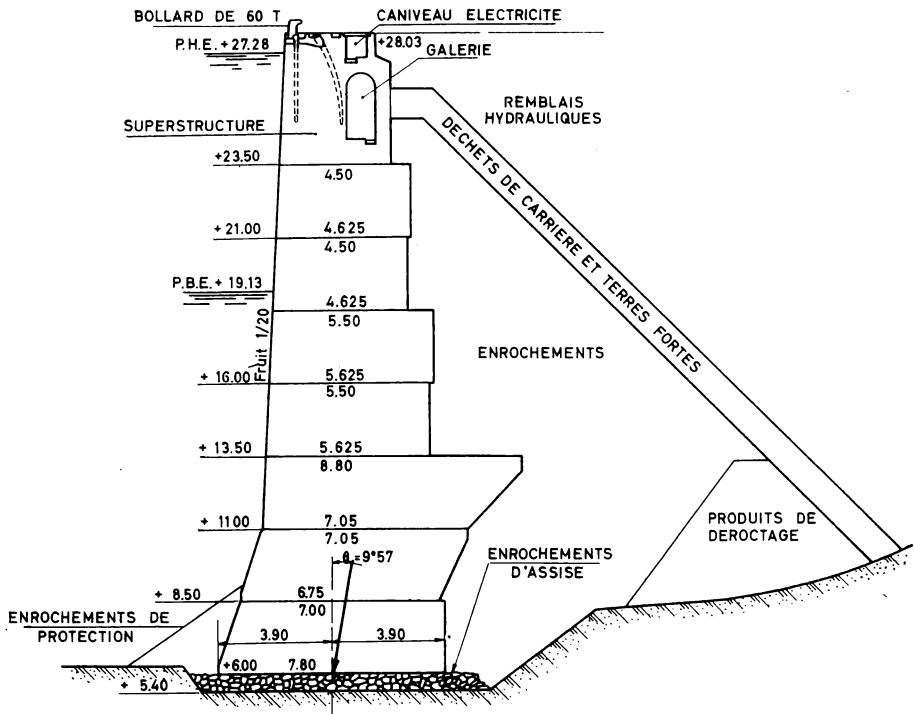 BOLLARD DE 60 T
CANIVEAU ELECTRICITE
P.H.E. + 27.28
+28.03
GALERIE
REMBLAIS
HYDRAULIQUES
SUPERSTRUCTURE
DECHETS DE CARRIERE ET TERRES FORTES
+23.50
4.50
+ 21.00
4.625
4.50
P.B.E. + 19.13
4.625
5.50
Fruit 1/20
ENROCHEMENTS
+ 16.00
5.625
5.50
+ 13.50
5.625
8.80
+ 1100
7.05
7.05
PRODUITS DE
DEROCTAGE
θ = 9°57
ENROCHEMENTS
D'ASSISE
+ 8.50
6.75
7.00
ENROCHEMENTS DE
PROTECTION
3.90
3.90
+6.00
7.80
+ 5.40